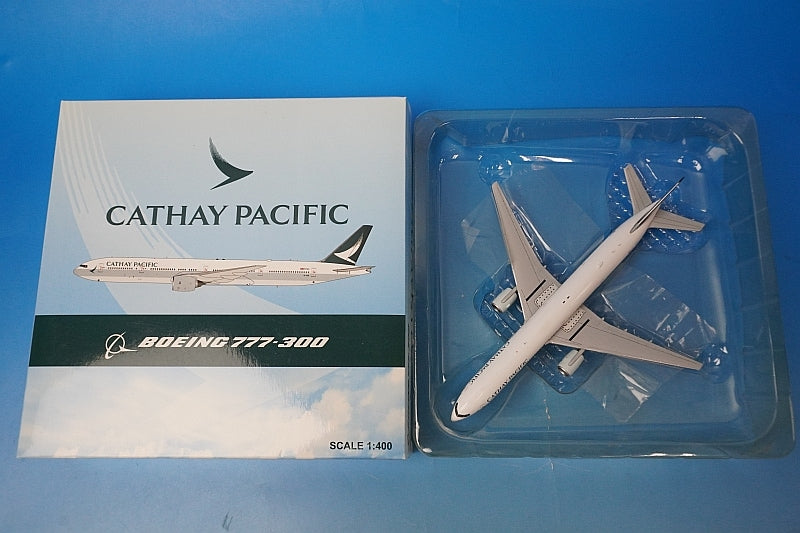 CATHAY PACIFIC
CATHAY PACIFIC
BOEING 777-300
SCALE 1:400